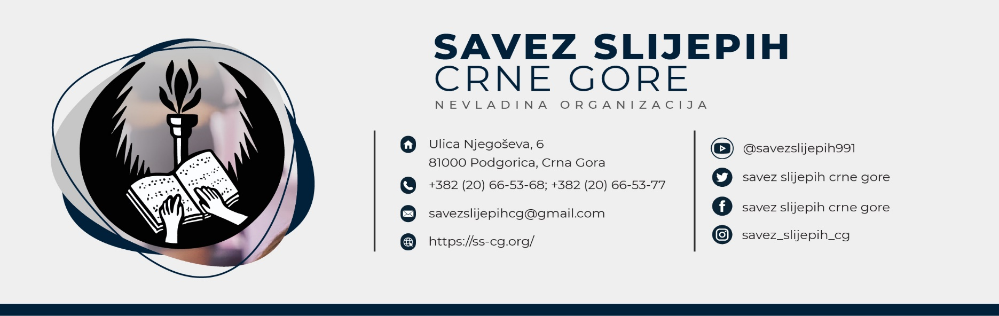 SAVEZ SLIJEPIH
CRNE GORE
NEVLADINA ORGANIZACIJA
Ulica Njegoševa, 6
81000 Podgorica, Crna Gora
+382 (20) 66-53-68; +382 (20) 66-53-77
savezslijepihcg@gmail.com
https://ss-cg.org/
@savezslijepih991
savez slijepih crne gore
savez slijepih crne gore
savez_slijepih_cg